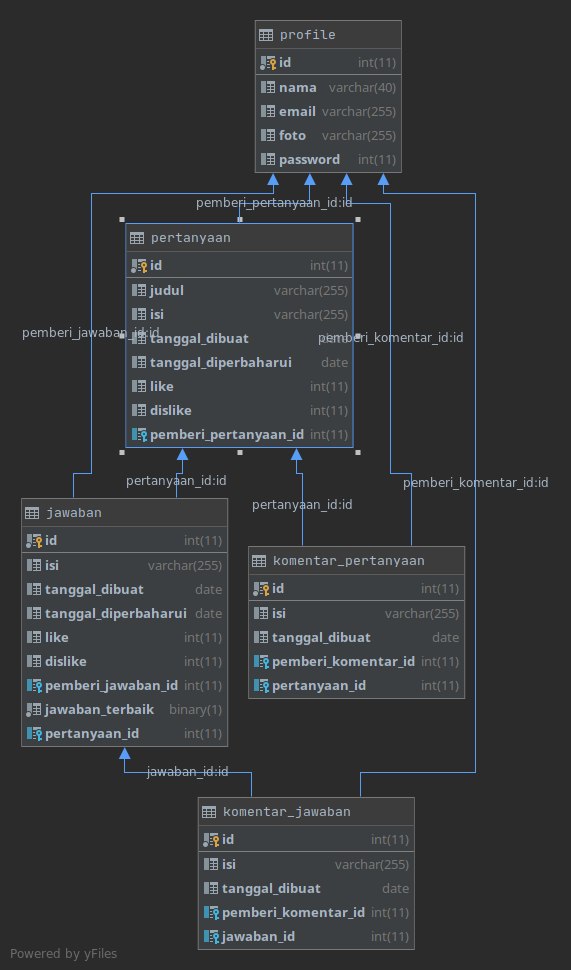 profile
id int(11)
nama varchar(40)
email varchar(255)
foto varchar(255)
password int(11)
pemberi_pertanyaan_id:id
pertanyaan
id int(11)
judul varchar(255)
isi varchar(255)
pemberi_jawaban_id:id
tanggal_dibuat date
pemberi_komentar_id:id
tanggal_diperbaharui date
like int(11)
dislike int(11)
pemberi_pertanyaan_id int(11)
pertanyaan_id:id
pemberi_komentar_id:id
pertanyaan_id:id
jawaban
id int(11)
isi varchar(255)
tanggal_dibuat date
tanggal_diperbaharui date
like int(11)
dislike int(11)
pemberi_jawaban_id int(11)
jawaban_terbaik binary(1)
pertanyaan_id int(11)
komentar_pertanyaan
id int(11)
isi varchar(255)
tanggal_dibuat date
pemberi_komentar_id int(11)
pertanyaan_id int(11)
jawaban_id:id
komentar_jawaban
id int(11)
isi varchar(255)
tanggal_dibuat date
pemberi_komentar_id int(11)
jawaban_id int(11)
Powered by yFiles